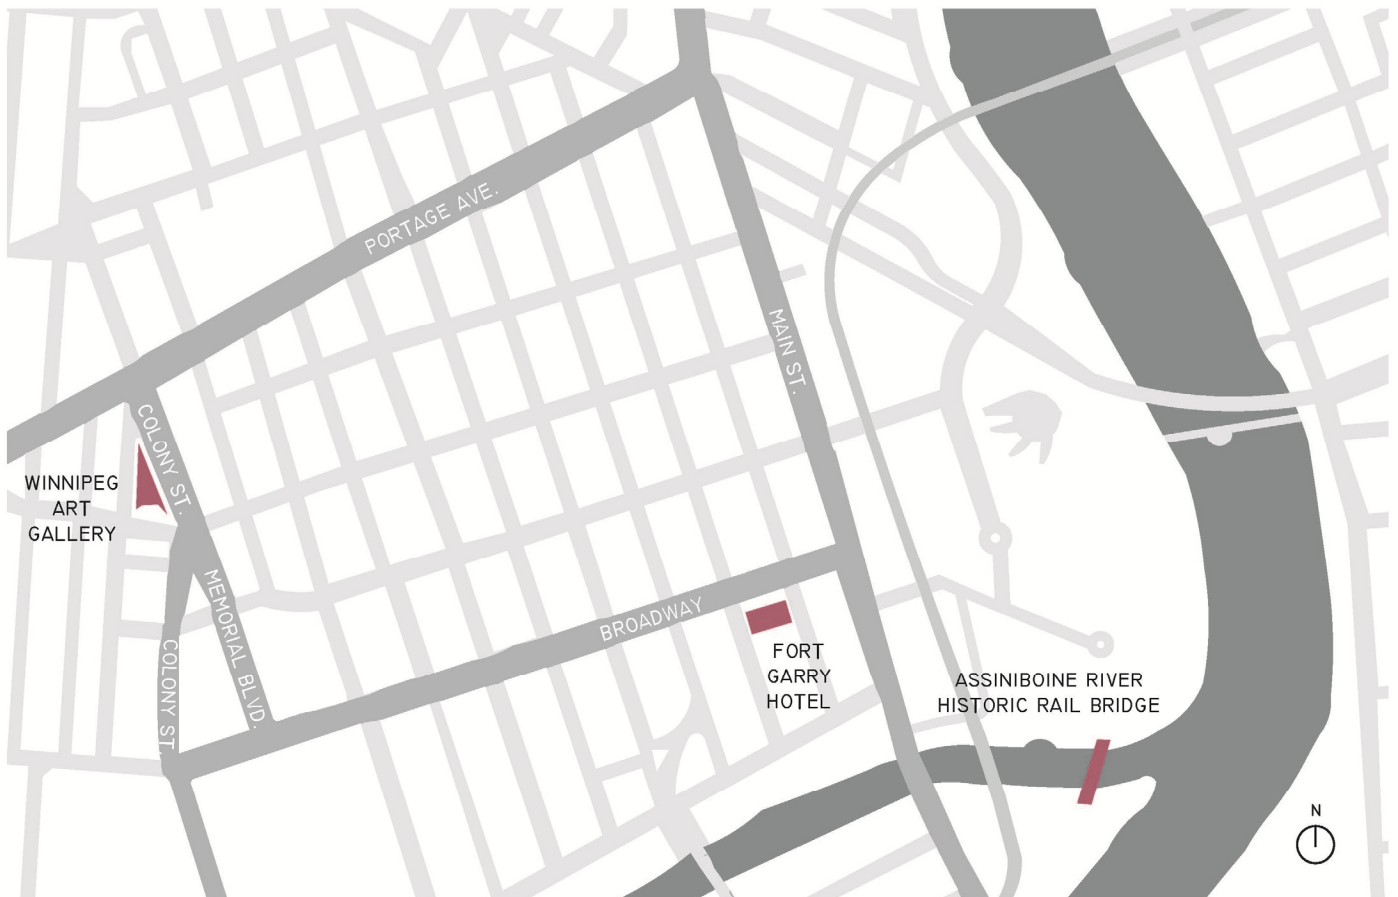 PORTAGE AVE.
MAIN ST.
COLONY ST.
WINNIPEG
ART
GALLERY
MEMORIAL BLVD.
BROADWAY
COLONY ST.
FORT
GARRY
HOTEL
ASSINIBOINE RIVER
HISTORIC RAIL BRIDGE
N